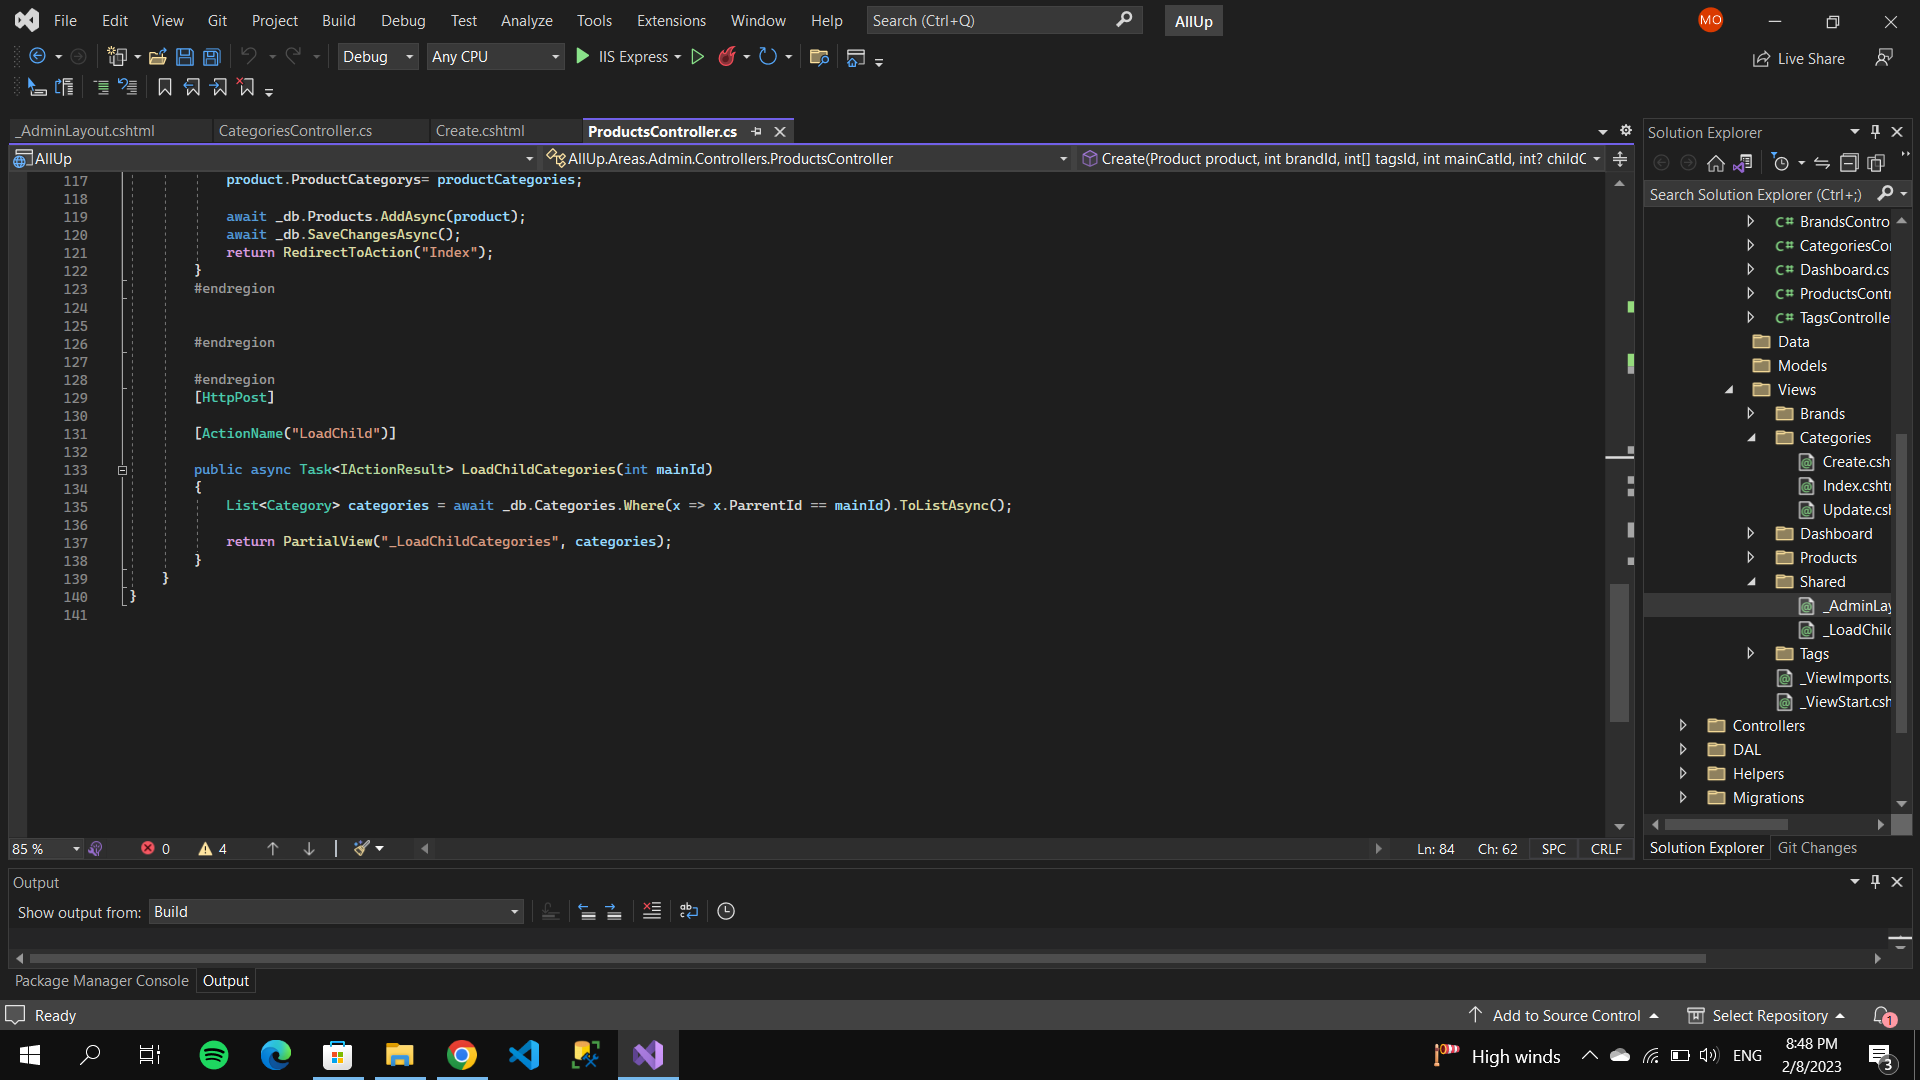 File Edit View Git Project Build Debug Test Analyze Tools Extensions Window Help Search (Ctrl+Q) AllUp MO
Debug Any CPU IIS Express Live Share
_AdminLayout.cshtml CategoriesController.cs Create.cshtml ProductsController.cs
AllUp AllUp.Areas.Admin.Controllers.ProductsController Create(Product product, int brandId, int[] tagsId, int mainCatId, int? childC
117 product.ProductCategorys= productCategories;
118
119 await _db.Products.AddAsync(product);
120 await _db.SaveChangesAsync();
121 return RedirectToAction("Index");
122 }
123 #endregion
124
125
126 #endregion
127
128 #endregion
129 [HttpPost]
130
131 [ActionName("LoadChild")]
132
133 public async Task<IActionResult> LoadChildCategories(int mainId)
134 {
135 List<Category> categories = await _db.Categories.Where(x => x.ParrentId == mainId).ToListAsync();
136
137 return PartialView("_LoadChildCategories", categories);
138 }
139 }
140 }
141
85 % 0 4 Ln: 84 Ch: 62 SPC CRLF
Solution Explorer
Search Solution Explorer (Ctrl+;)
C# BrandsContro
C# CategoriesCo
C# Dashboard.cs
C# ProductsContr
C# TagsControlle
Data
Models
Views
Brands
Categories
Create.csh
Index.csht
Update.csh
Dashboard
Products
Shared
_AdminLay
_LoadChild
Tags
_ViewImports.
_ViewStart.csh
Controllers
DAL
Helpers
Migrations
Solution Explorer Git Changes
Output
Show output from: Build
Package Manager Console Output
Ready Add to Source Control Select Repository 1
High winds ENG 8:48 PM
2/8/2023 3